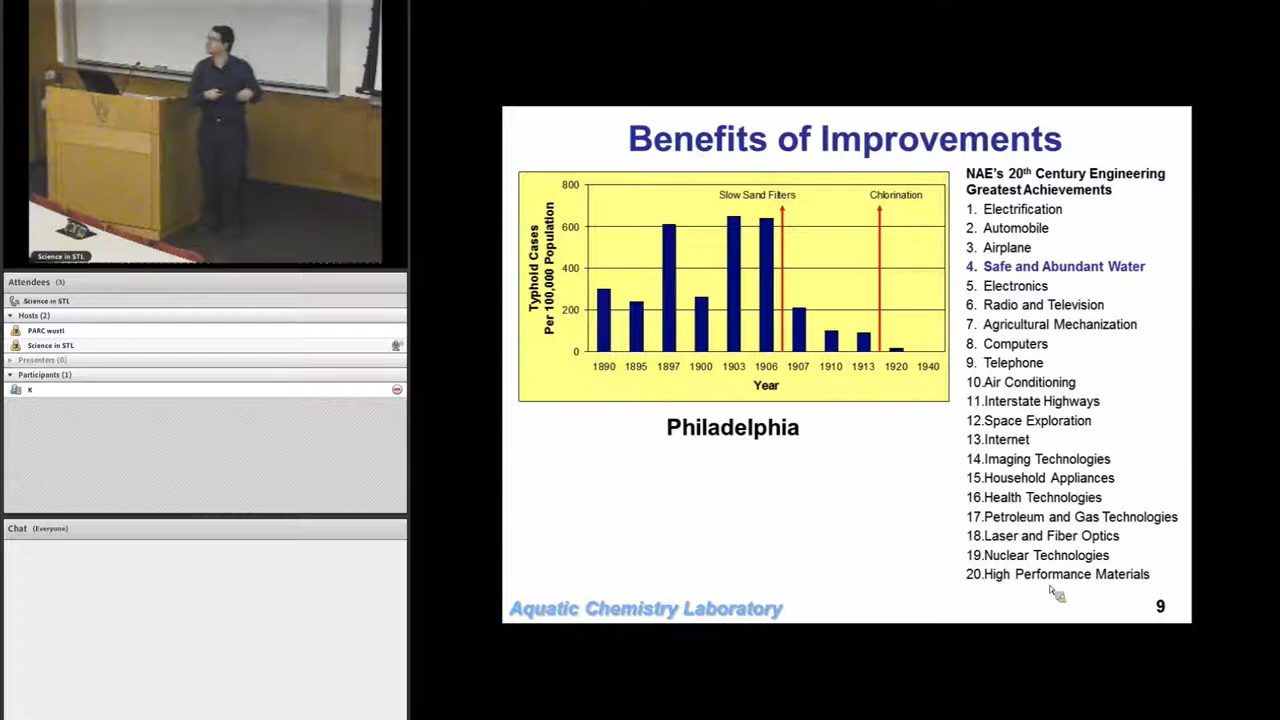 Science in STL
Attendees (3)
Science in STL
Hosts (2)
PARC wustl
Science in STL
Presenters (0)
Participants (1)
K
Chat (Everyone)
Benefits of Improvements
Typhoid Cases
Per 100,000 Population
800
600
400
200
0
Slow Sand Filters
Chlorination
1890 1895 1897 1900 1903 1906 1907 1910 1913 1920 1940
Year
Philadelphia
NAE's 20th Century Engineering
Greatest Achievements
1. Electrification
2. Automobile
3. Airplane
4. Safe and Abundant Water
5. Electronics
6. Radio and Television
7. Agricultural Mechanization
8. Computers
9. Telephone
10.Air Conditioning
11.Interstate Highways
12.Space Exploration
13.Internet
14.Imaging Technologies
15.Household Appliances
16.Health Technologies
17.Petroleum and Gas Technologies
18.Laser and Fiber Optics
19.Nuclear Technologies
20.High Performance Materials
Aquatic Chemistry Laboratory
9